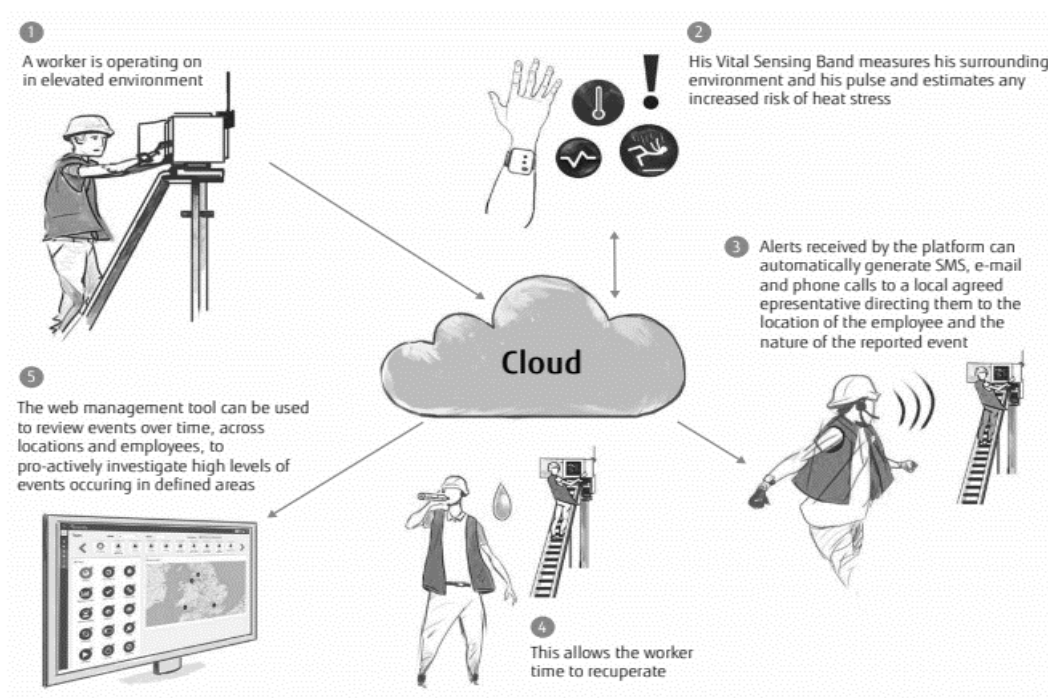 1
A worker is operating on
in elevated environment
2
His Vital Sensing Band measures his surrounding
environment and his pulse and estimates any
increased risk of heat stress
3
Alerts received by the platform can
automatically generate SMS, e-mail
and phone calls to a local agreed
epresentative directing them to the
location of the employee and the
nature of the reported event
Cloud
5
The web management tool can be used
to review events over time, across
locations and employees, to
pro-actively investigate high levels of
events occuring in defined areas
4
This allows the worker
time to recuperate